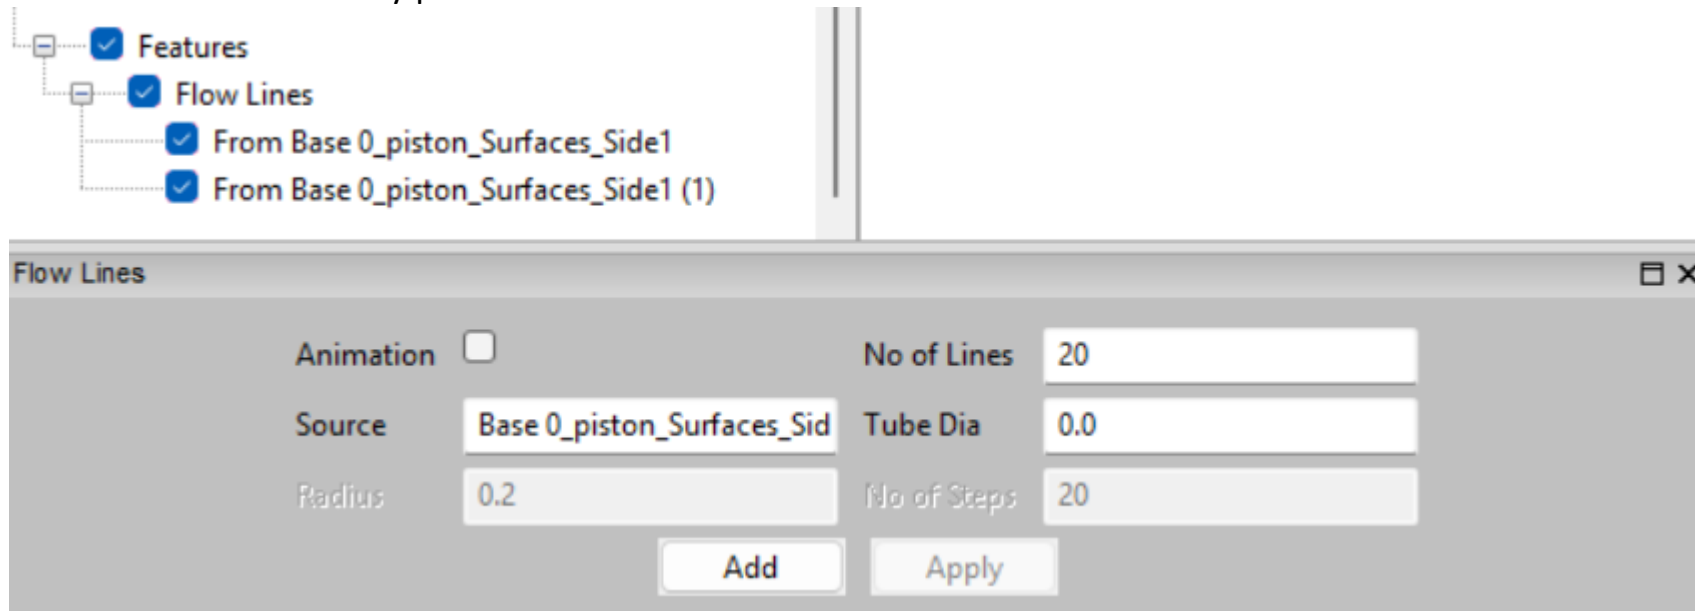 Features
Flow Lines
From Base 0_piston_Surfaces_Side1
From Base 0_piston_Surfaces_Side1 (1)
Flow Lines
Animation No of Lines 20
Source Base 0_piston_Surfaces_Sid Tube Dia 0.0
Radius 0.2 No of Steps 20
Add Apply